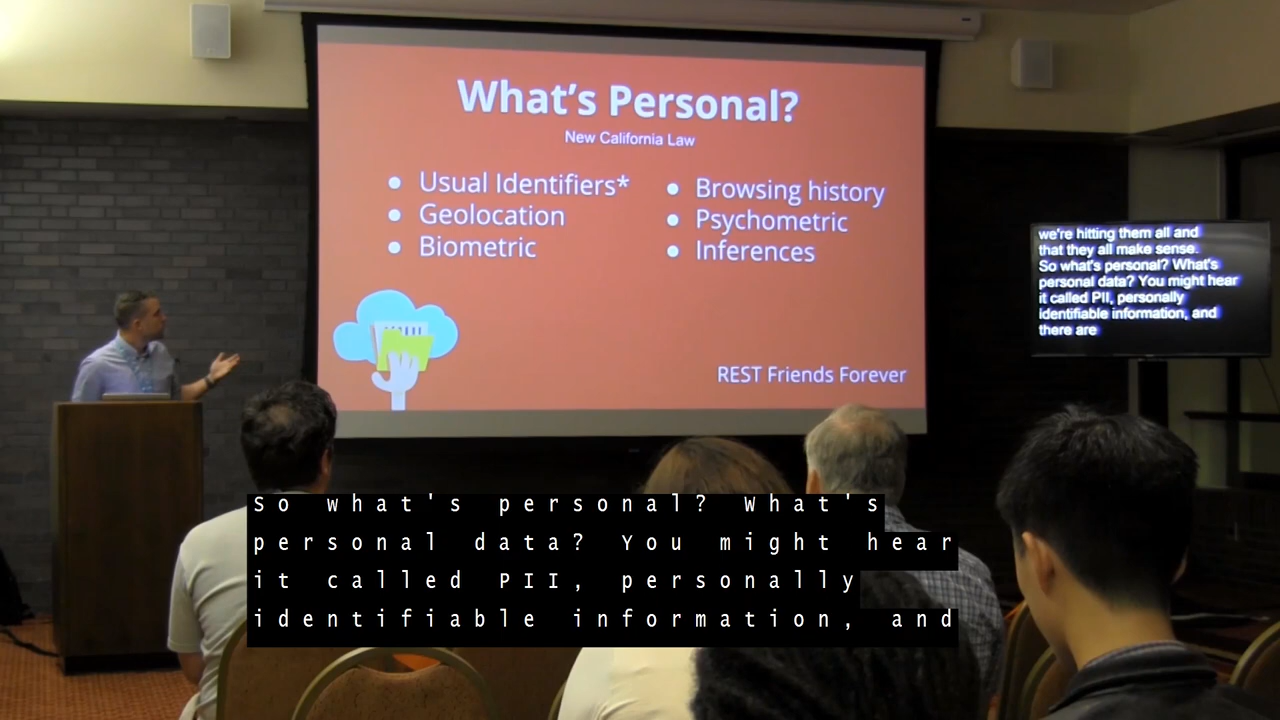 What's Personal?
New California Law
● Usual Identifiers*
● Geolocation
● Biometric
● Browsing history
● Psychometric
● Inferences
REST Friends Forever
we're hitting them all and
that they all make sense.
So what's personal? What's
personal data? You might hear
it called PII, personally
identifiable information, and
there are
So what's personal? What's
personal data? You might hear
it called PII, personally
identifiable information, and